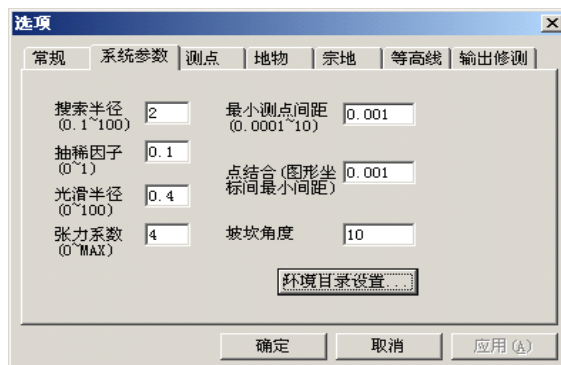 选项
常规 系统参数 测点 地物 宗地 等高线 输出修测
搜索半径 2 最小测点间距 0.001
(0.1~100) (0.0001~10)
抽稀因子 0.1
(0~1)
点结合(图形坐 0.001
标间最小间距)
光滑半径 0.4
(0~100)
张力系数 4 坡坎角度 10
(0~MAX)
环境目录设置...
确定 取消 应用(A)